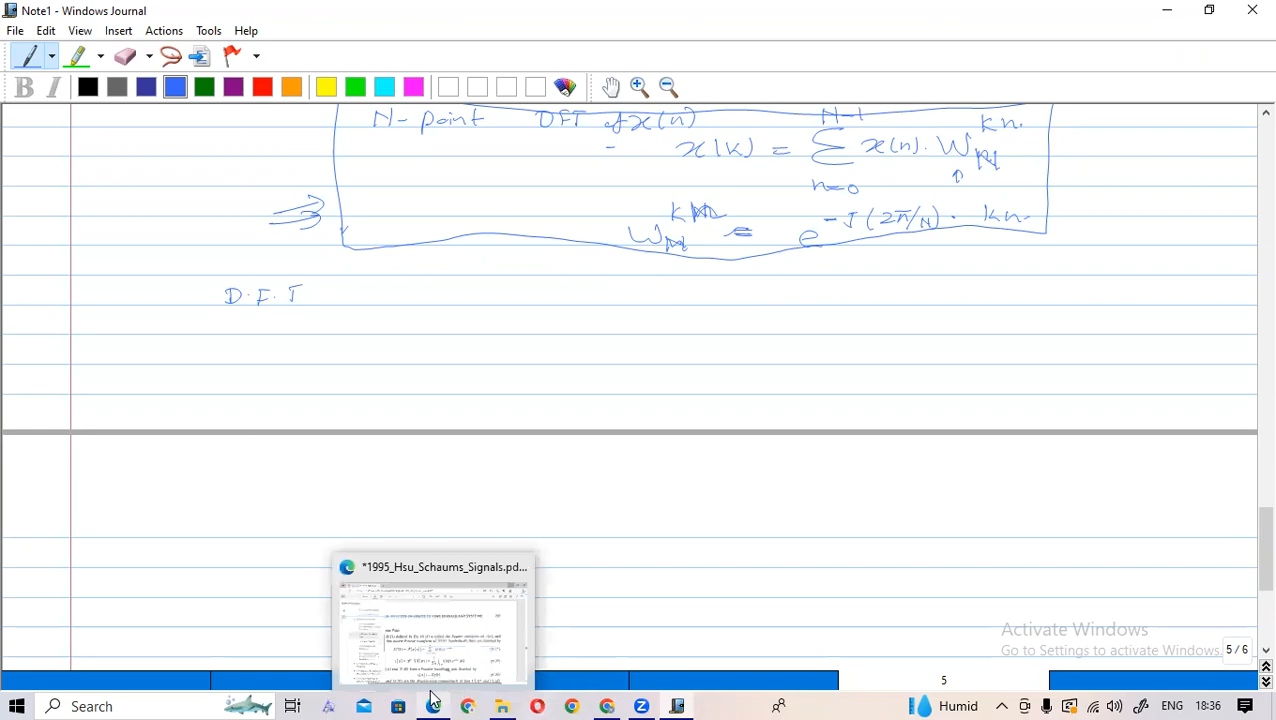 Note1 - Windows Journal
File Edit View Insert Actions Tools Help
B I
N-point DFT of x(n)
N-1
x(k) = Σ x(n). W_N^{kn.}
n=0
W_N = e^{-J(2π/N). kn.}
D.F.T
*1995_Hsu_Schaums_Signals.pd...
Activate Windows
Go to Settings to activate Windows.
5/6
5
Search
Humid
ENG
18:36